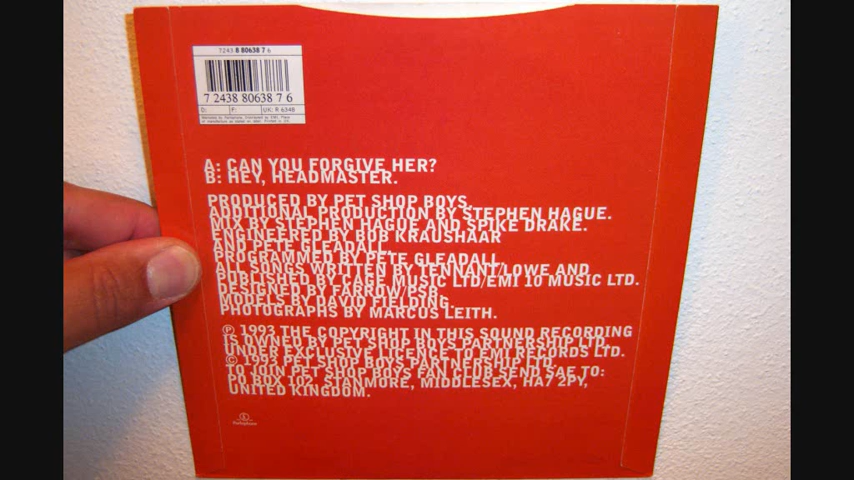 7243 8 80638 7 6
7 24388 80638 7 6
D: F: UK: R 6348
A: CAN YOU FORGIVE HER?
B: HEY, HEADMASTER.
PRODUCED BY PET SHOP BOYS.
ADDITIONAL PRODUCTION BY STEPHEN HAGUE.
MIX BY STEPHEN HAGUE AND SPIKE DRAKE.
ENGINEERED BY BOB KRAUSHAAR
AND PETE GLEADALL.
PROGRAMMED BY PETE GLEADALL.
ALL SONGS WRITTEN BY TENNANT/LOWE AND
PUBLISHED BY CAGE MUSIC LTD/EMI 10 MUSIC LTD.
DESIGNED BY FARROW/PSB.
MODELS BY DAVID FIELDING.
PHOTOGRAPHS BY MARCUS LEITH.
℗ 1993 THE COPYRIGHT IN THIS SOUND RECORDING
IS OWNED BY PET SHOP BOYS PARTNERSHIP LTD.
UNDER EXCLUSIVE LICENCE TO EMI RECORDS LTD.
© 1993 PET SHOP BOYS PARTNERSHIP LTD.
TO JOIN PET SHOP BOYS FAN CLUB SEND SAE TO:
PO BOX 102, STANMORE, MIDDLESEX, HA7 2PY,
UNITED KINGDOM.
Parlophone